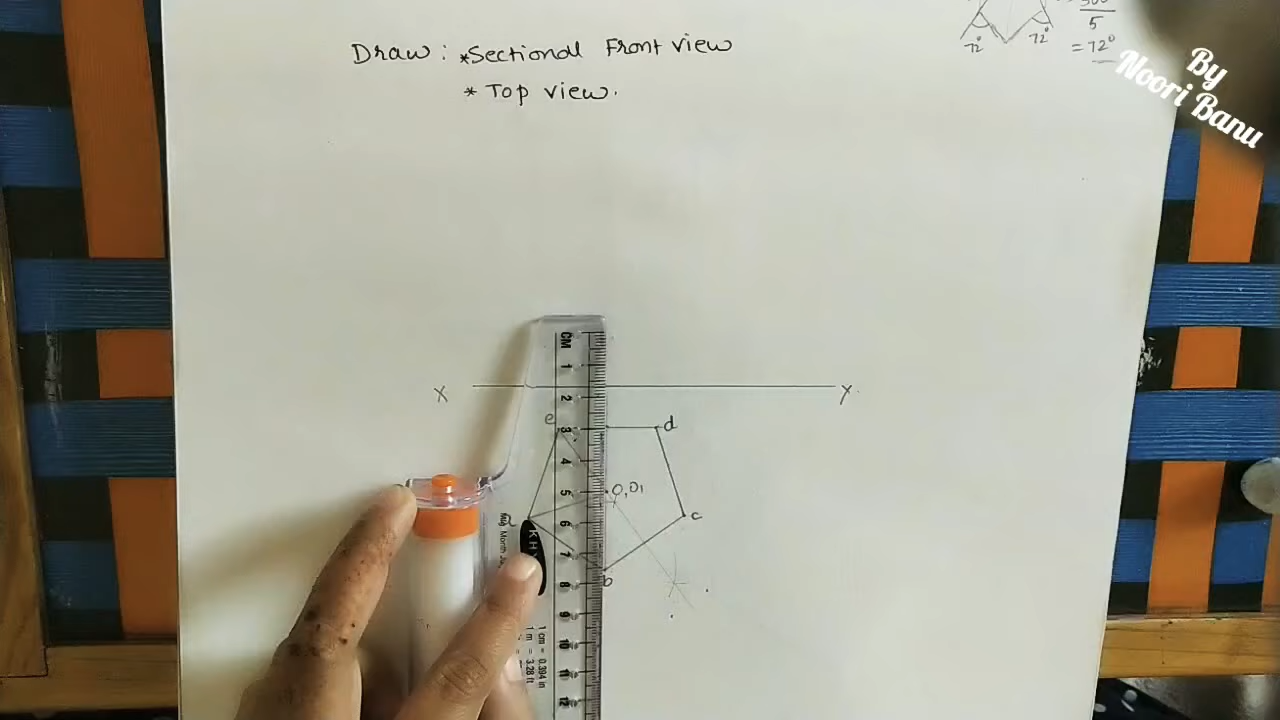 Draw : *Sectional Front view
* Top view.
5
72°
72°
= 72°
By
Noori Banu
X
Y
e
d
O, O1
c
b
CM
1
2
3
4
5
6
7
8
9
10
11
12
1 cm = 0.394 in
1 m = 3.28 ft